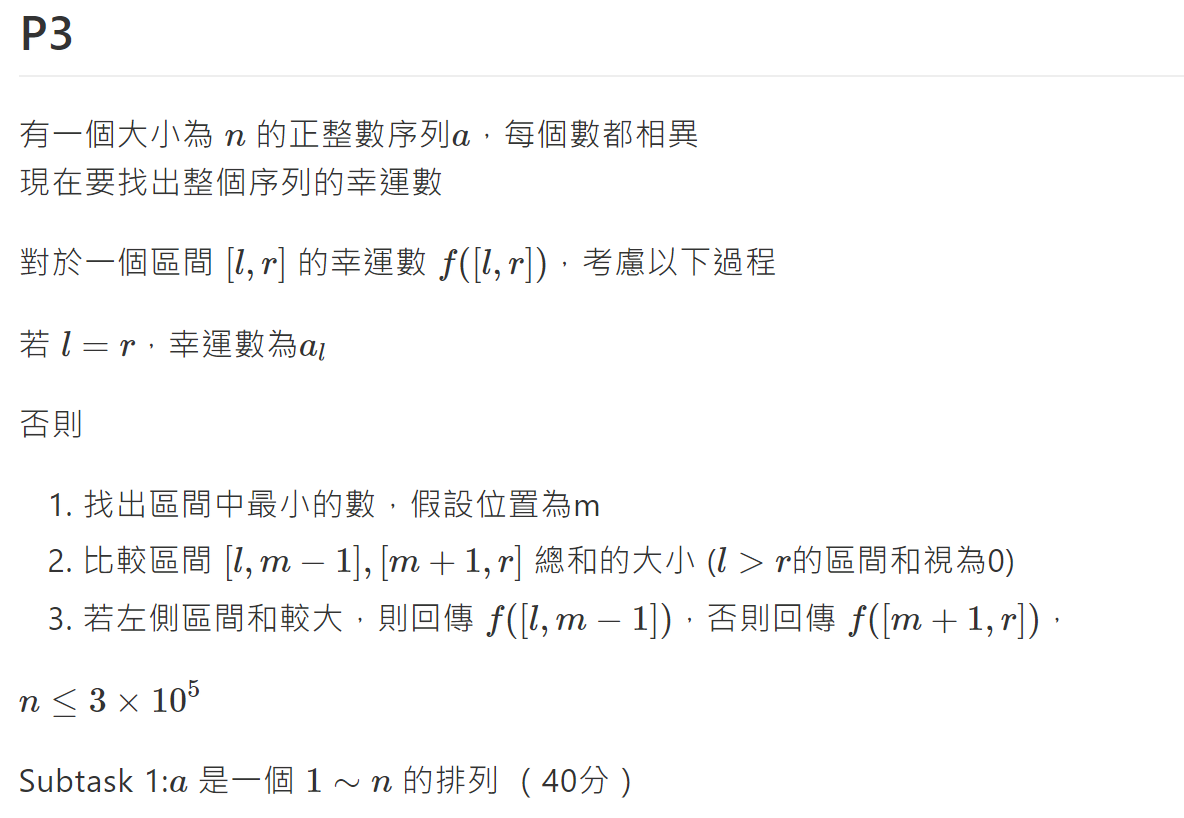 P3
有一個大小為 n 的正整數序列a，每個數都相異
現在要找出整個序列的幸運數
對於一個區間 [l, r] 的幸運數 f([l, r])，考慮以下過程
若 l = r，幸運數為aₗ
否則
1. 找出區間中最小的數，假設位置為m
2. 比較區間 [l, m − 1], [m + 1, r] 總和的大小 (l > r的區間和視為0)
3. 若左側區間和較大，則回傳 f([l, m − 1])，否則回傳 f([m + 1, r])，
n ≤ 3 × 10⁵
Subtask 1:a 是一個 1 ∼ n 的排列 （40分）